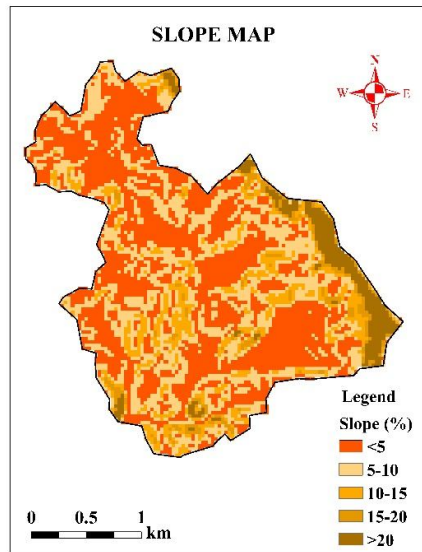 SLOPE MAP
N
W E
S
Legend
Slope (%)
<5
5-10
10-15
15-20
>20
0 0.5 1
km